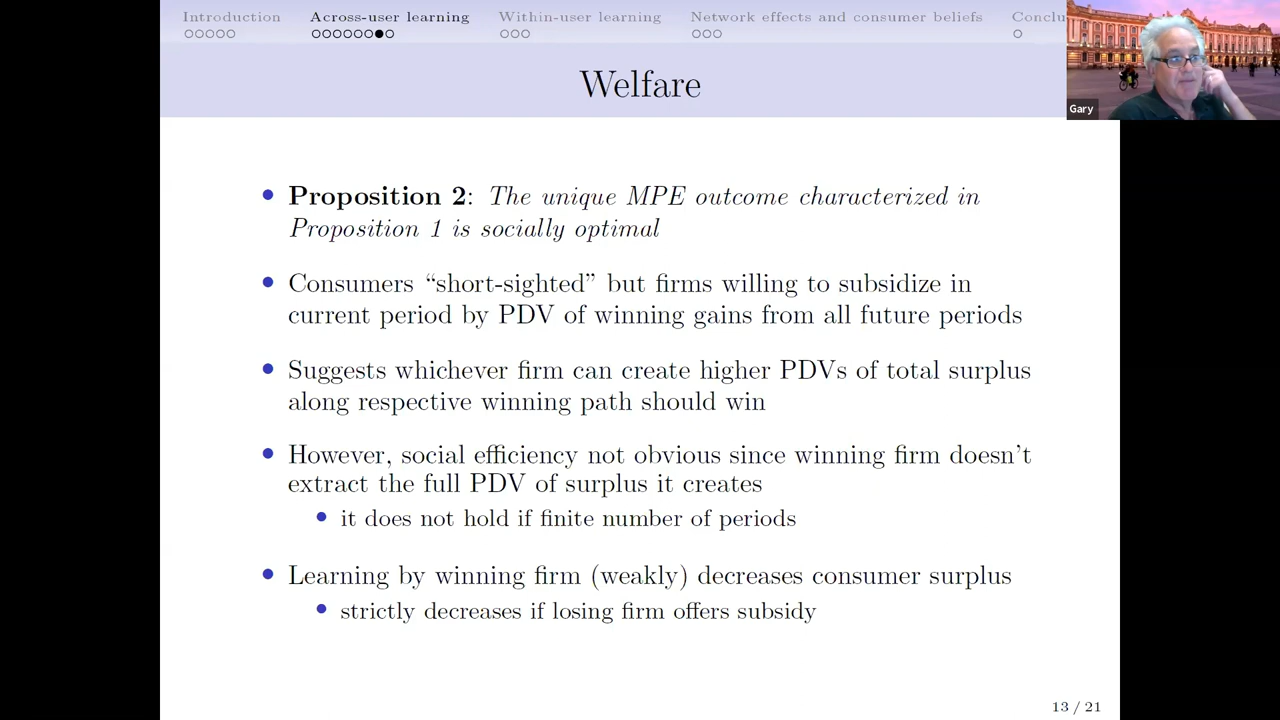 Introduction Across-user learning Within-user learning Network effects and consumer beliefs Conclu
Welfare
Gary
• Proposition 2: The unique MPE outcome characterized in
Proposition 1 is socially optimal
• Consumers “short-sighted” but firms willing to subsidize in
current period by PDV of winning gains from all future periods
• Suggests whichever firm can create higher PDVs of total surplus
along respective winning path should win
• However, social efficiency not obvious since winning firm doesn’t
extract the full PDV of surplus it creates
• it does not hold if finite number of periods
• Learning by winning firm (weakly) decreases consumer surplus
• strictly decreases if losing firm offers subsidy
13 / 21